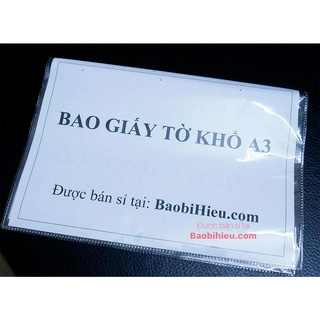 BAO GIẤY TỜ KHỔ A3
Được bán sỉ tại: BaobiHieu.com
Được bán sỉ tại
Baobihieu.com